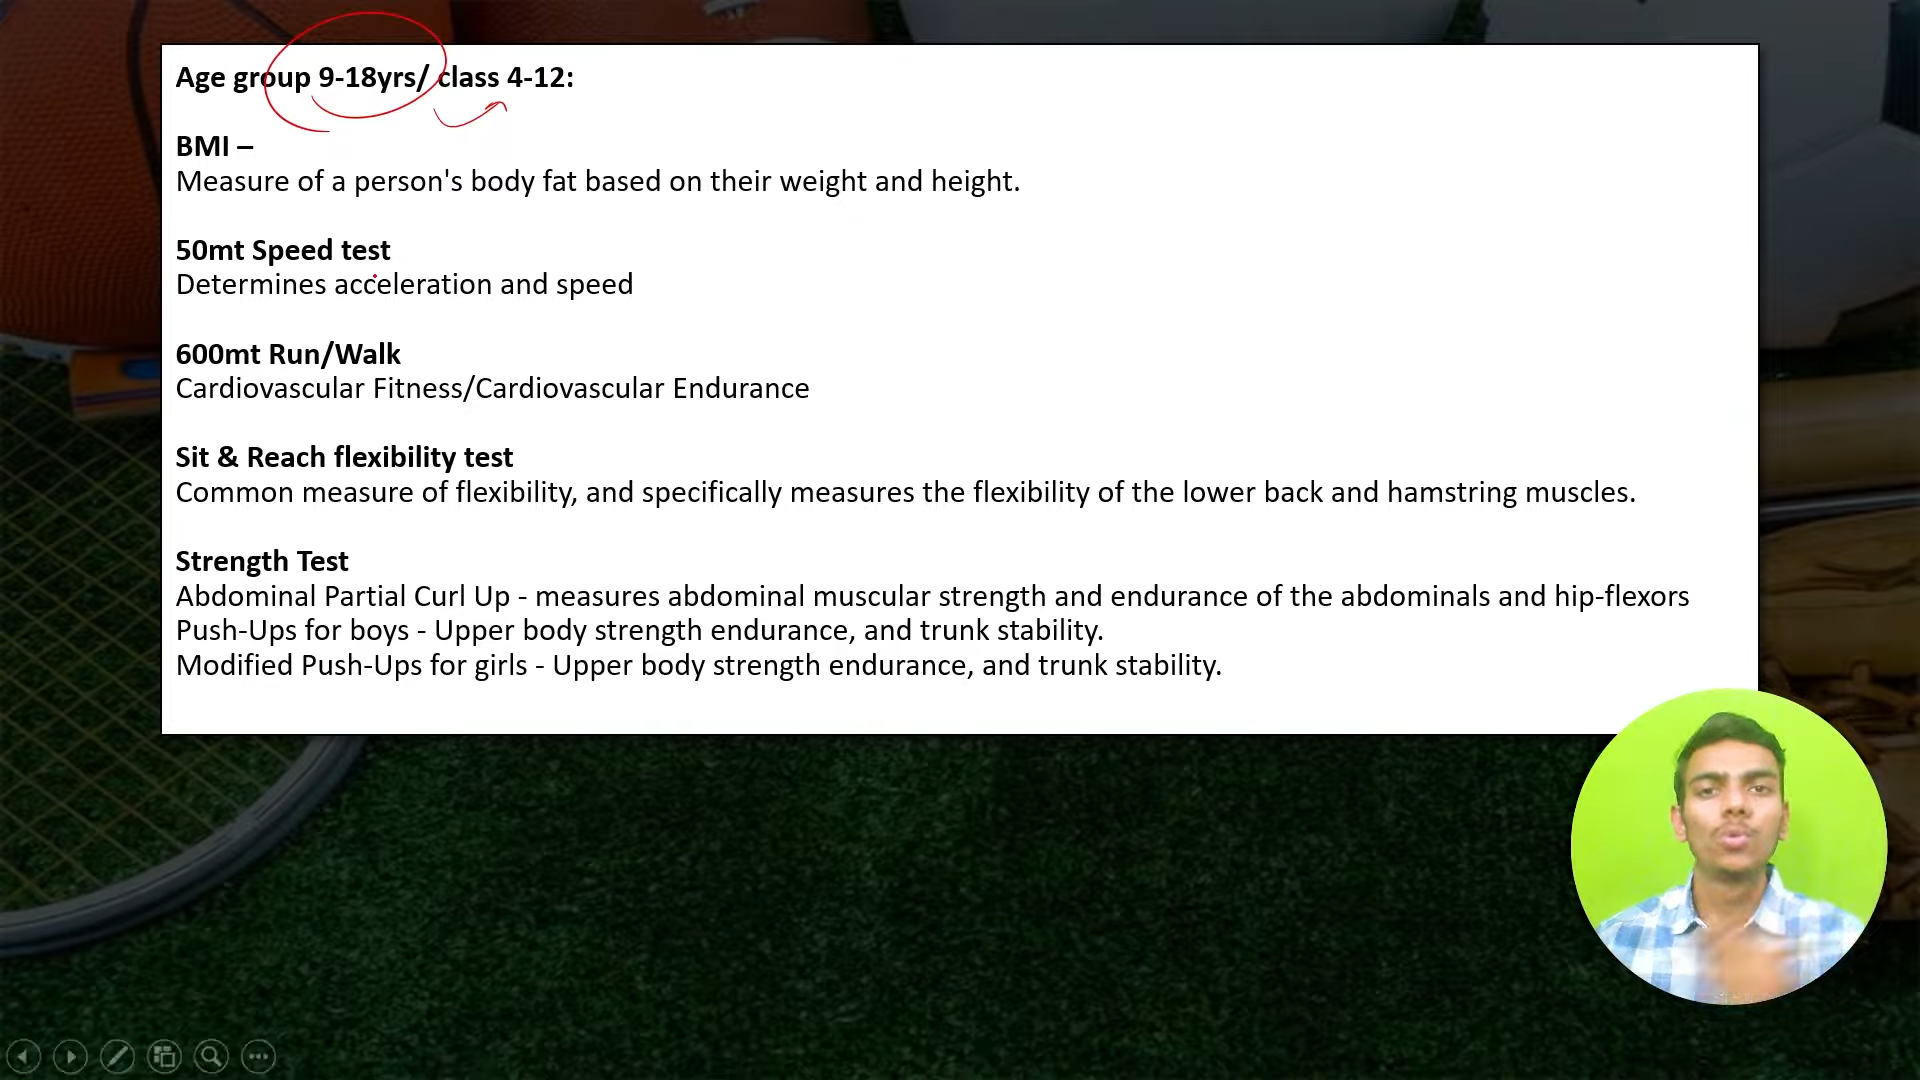 Age group 9-18yrs/ class 4-12:
BMI –
Measure of a person's body fat based on their weight and height.
50mt Speed test
Determines acceleration and speed
600mt Run/Walk
Cardiovascular Fitness/Cardiovascular Endurance
Sit & Reach flexibility test
Common measure of flexibility, and specifically measures the flexibility of the lower back and hamstring muscles.
Strength Test
Abdominal Partial Curl Up - measures abdominal muscular strength and endurance of the abdominals and hip-flexors
Push-Ups for boys - Upper body strength endurance, and trunk stability.
Modified Push-Ups for girls - Upper body strength endurance, and trunk stability.